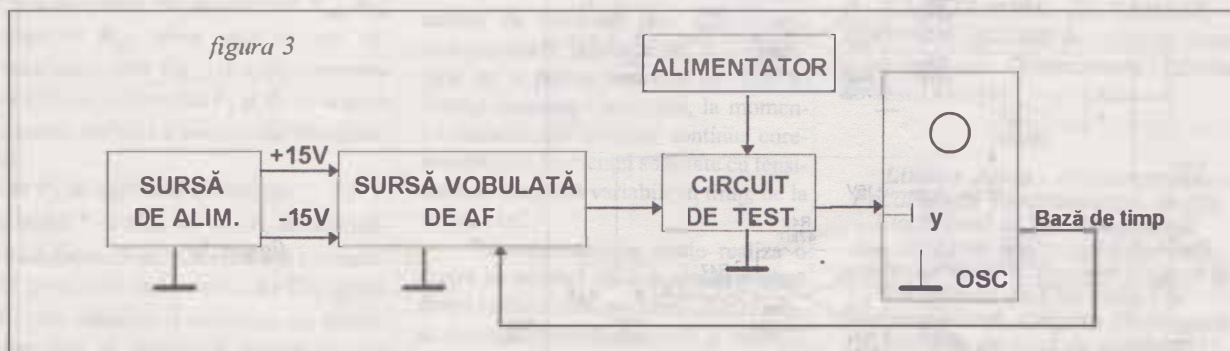 figura 3
ALIMENTATOR
+15V
SURSĂ
DE ALIM.
-15V
SURSĂ VOBULATĂ
DE AF
CIRCUIT
DE TEST
y
OSC
Bază de timp